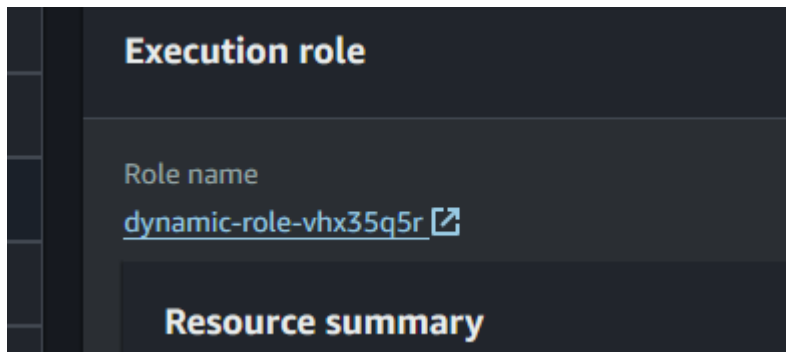 Execution role
Role name
dynamic-role-vhx35q5r
Resource summary